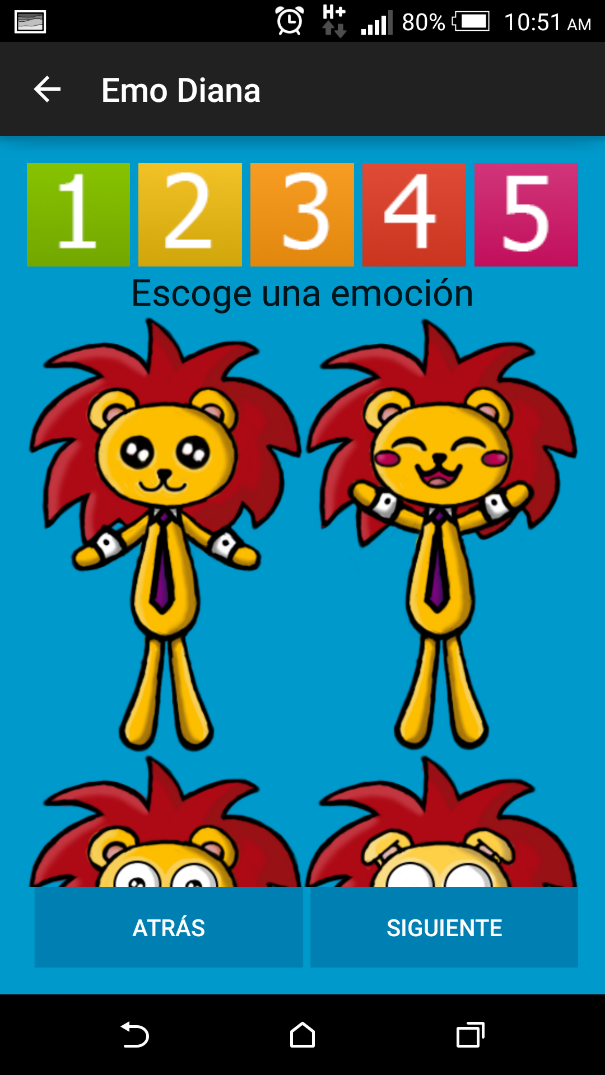 H+
80%
10:51 AM
Emo Diana
1 2 3 4 5
Escoge una emoción
ATRÁS
SIGUIENTE